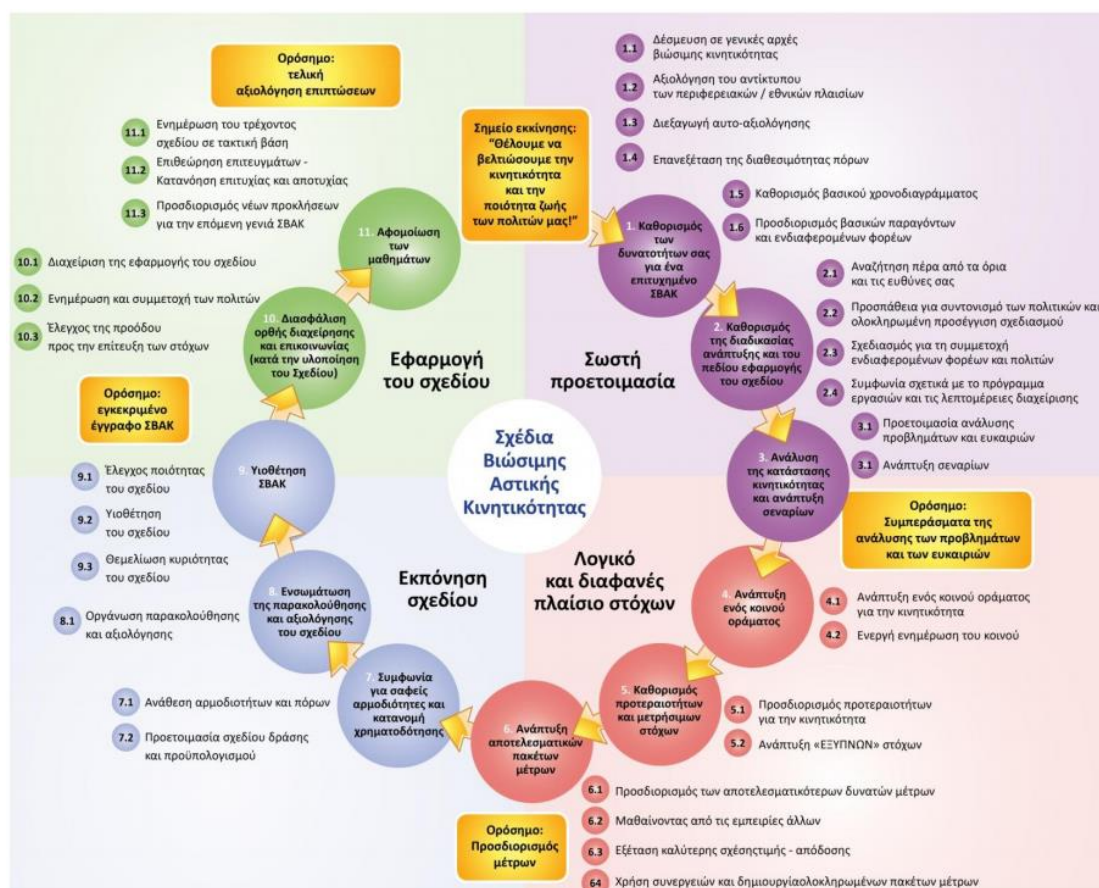 Ορόσημο:
τελική
αξιολόγηση επιπτώσεων
11.1 Ενημέρωση του τρέχοντος
σχεδίου σε τακτική βάση
11.2 Επιθεώρηση επιτευγμάτων -
Κατανόηση επιτυχίας και αποτυχίας
11.3 Προσδιορισμός νέων προκλήσεων
για την επόμενη γενιά ΣΒΑΚ
Σημείο εκκίνησης:
"Θέλουμε να
βελτιώσουμε την
κινητικότητα
και την
ποιότητα ζωής
των πολιτών μας!"
1.1 Δέσμευση σε γενικές αρχές
βιώσιμης κινητικότητας
1.2 Αξιολόγηση του αντίκτυπου
των περιφερειακών / εθνικών πλαισίων
1.3 Διεξαγωγή αυτο-αξιολόγησης
1.4 Επανεξέταση της διαθεσιμότητας πόρων
1.5 Καθορισμός βασικού χρονοδιαγράμματος
1.6 Προσδιορισμός βασικών παραγόντων
και ενδιαφερομένων φορέων
11. Αφομοίωση
των
μαθημάτων
1. Καθορισμός
των
δυνατοτήτων σας
για ένα
επιτυχημένο
ΣΒΑΚ
10.1 Διαχείριση της εφαρμογής του σχεδίου
10.2 Ενημέρωση και συμμετοχή των πολιτών
10.3 Έλεγχος της προόδου
προς την επίτευξη των στόχων
10. Διασφάλιση
ορθής διαχείρησης
και επικοινωνίας
(κατά την υλοποίηση
του Σχεδίου)
Εφαρμογή
του σχεδίου
Σωστή
προετοιμασία
2. Καθορισμός
της διαδικασίας
ανάπτυξης και του
πεδίου εφαρμογής
του σχεδίου
2.1 Αναζήτηση πέρα από τα όρια
και τις ευθύνες σας
2.2 Προσπάθεια για συντονισμό των πολιτικών και
ολοκληρωμένη προσέγγιση σχεδιασμού
2.3 Σχεδιασμός για τη συμμετοχή
ενδιαφερομένων φορέων και πολιτών
2.4 Συμφωνία σχετικά με το πρόγραμμα
εργασιών και τις λεπτομέρειες διαχείρισης
Ορόσημο:
εγκεκριμένο
έγγραφο ΣΒΑΚ
9.1 Έλεγχος ποιότητας
του σχεδίου
9.2 Υιοθέτηση
του σχεδίου
9.3 Θεμελίωση κυριότητας
του σχεδίου
9. Υιοθέτηση
ΣΒΑΚ
Σχέδια
Βιώσιμης
Αστικής
Κινητικότητας
3. Ανάλυση
της κατάστασης
κινητικότητας
και ανάπτυξη
σεναρίων
3.1 Προετοιμασία ανάλυσης
προβλημάτων και ευκαιριών
3.1 Ανάπτυξη σεναρίων
Ορόσημο:
Συμπεράσματα της
ανάλυσης των προβλημάτων
και των ευκαιριών
Εκπόνηση
σχεδίου
Λογικό
και διαφανές
πλαίσιο στόχων
8. Ενσωμάτωση
της παρακολούθησης
και αξιολόγησης
του σχεδίου
8.1 Οργάνωση παρακολούθησης
και αξιολόγησης
4. Ανάπτυξη
ενός κοινού
οράματος
4.1 Ανάπτυξη ενός κοινού οράματος
για την κινητικότητα
4.2 Ενεργή ενημέρωση του κοινού
7.1 Ανάθεση αρμοδιοτήτων και πόρων
7.2 Προετοιμασία σχεδίου δράσης
και προϋπολογισμού
7. Συμφωνία
για σαφείς
αρμοδιότητες και
κατανομή
χρηματοδότησης
6. Ανάπτυξη
αποτελεσματικών
πακέτων
μέτρων
5. Καθορισμός
προτεραιοτήτων
και μετρήσιμων
στόχων
5.1 Προσδιορισμός προτεραιοτήτων
για την κινητικότητα
5.2 Ανάπτυξη «ΕΞΥΠΝΩΝ» στόχων
Ορόσημο:
Προσδιορισμός
μέτρων
6.1 Προσδιορισμός των αποτελεσματικότερων δυνατών μέτρων
6.2 Μαθαίνοντας από τις εμπειρίες άλλων
6.3 Εξέταση καλύτερης σχέσηςτιμής - απόδοσης
64 Χρήση συνεργειών και δημιουργίαολοκληρωμένων πακέτων μέτρων